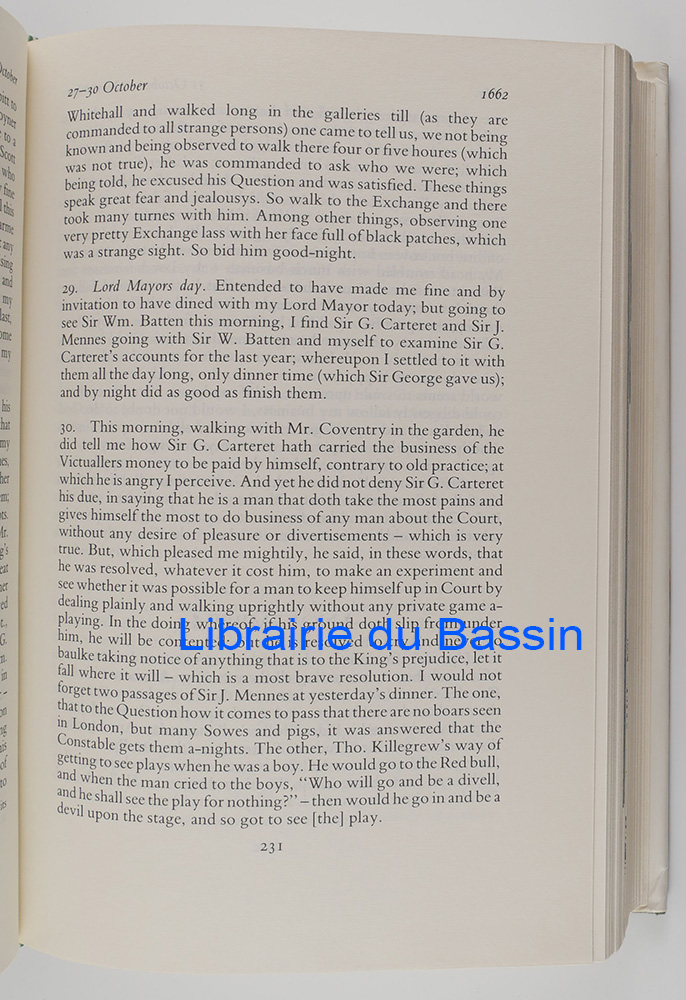 27–30 October
1662
Whitehall and walked long in the galleries till (as they are
commanded to all strange persons) one came to tell us, we not being
known and being observed to walk there four or five houres (which
was not true), he was commanded to ask who we were; which
being told, he excused his Question and was satisfied. These things
speak great fear and jealousys. So walk to the Exchange and there
took many turnes with him. Among other things, observing one
very pretty Exchange lass with her face full of black patches, which
was a strange sight. So bid him good-night.
29. Lord Mayors day. Entended to have made me fine and by
invitation to have dined with my Lord Mayor today; but going to
see Sir Wm. Batten this morning, I find Sir G. Carteret and Sir J.
Mennes going with Sir W. Batten and myself to examine Sir G.
Carteret's accounts for the last year; whereupon I settled to it with
them all the day long, only dinner time (which Sir George gave us);
and by night did as good as finish them.
30. This morning, walking with Mr. Coventry in the garden, he
did tell me how Sir G. Carteret hath carried the business of the
Victuallers money to be paid by himself, contrary to old practice; at
which he is angry I perceive. And yet he did not deny Sir G. Carteret
his due, in saying that he is a man that doth take the most pains and
gives himself the most to do business of any man about the Court,
without any desire of pleasure or divertisements – which is very
true. But, which pleased me mightily, he said, in these words, that
he was resolved, whatever it cost him, to make an experiment and
see whether it was possible for a man to keep himself up in Court by
dealing plainly and walking uprightly without any private game a-
playing. In the doing whereof, if his ground doth slip from under
him, he will be contented; but he is resolved to try, and never to
baulke taking notice of anything that is to the King's prejudice, let it
fall where it will – which is a most brave resolution. I would not
forget two passages of Sir J. Mennes at yesterday's dinner. The one,
that to the Question how it comes to pass that there are no boars seen
in London, but many Sowes and pigs, it was answered that the
Constable gets them a-nights. The other, Tho. Killegrew's way of
getting to see plays when he was a boy. He would go to the Red bull,
and when the man cried to the boys, "Who will go and be a divell,
and he shall see the play for nothing?" – then would he go in and be a
devil upon the stage, and so got to see [the] play.
231
Librairie du Bassin